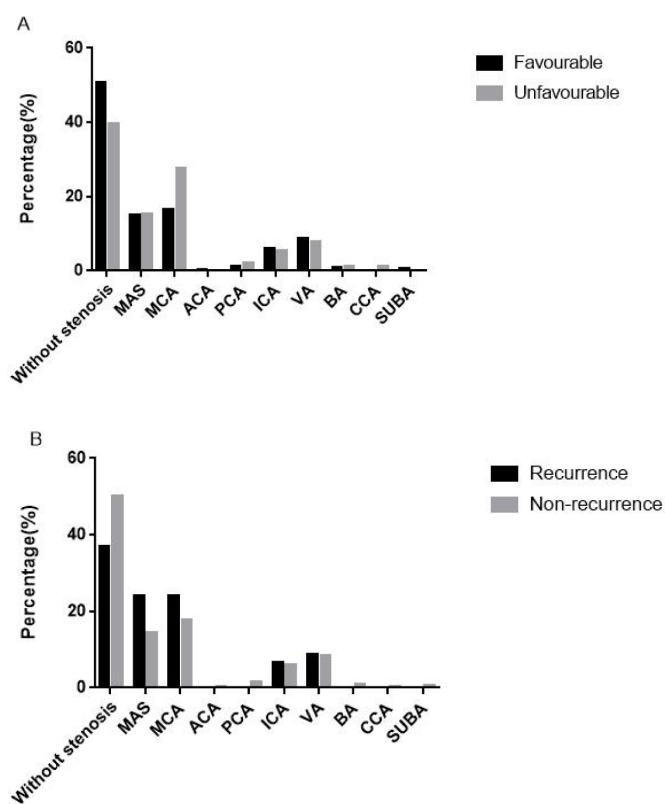 A
Percentage(%)
60
40
20
0
Favourable
Unfavourable
Without stenosis
MAS
MCA
ACA
PCA
ICA
VA
BA
CCA
SUBA
B
Percentage(%)
60
40
20
0
Recurrence
Non-recurrence
Without stenosis
MAS
MCA
ACA
PCA
ICA
VA
BA
CCA
SUBA